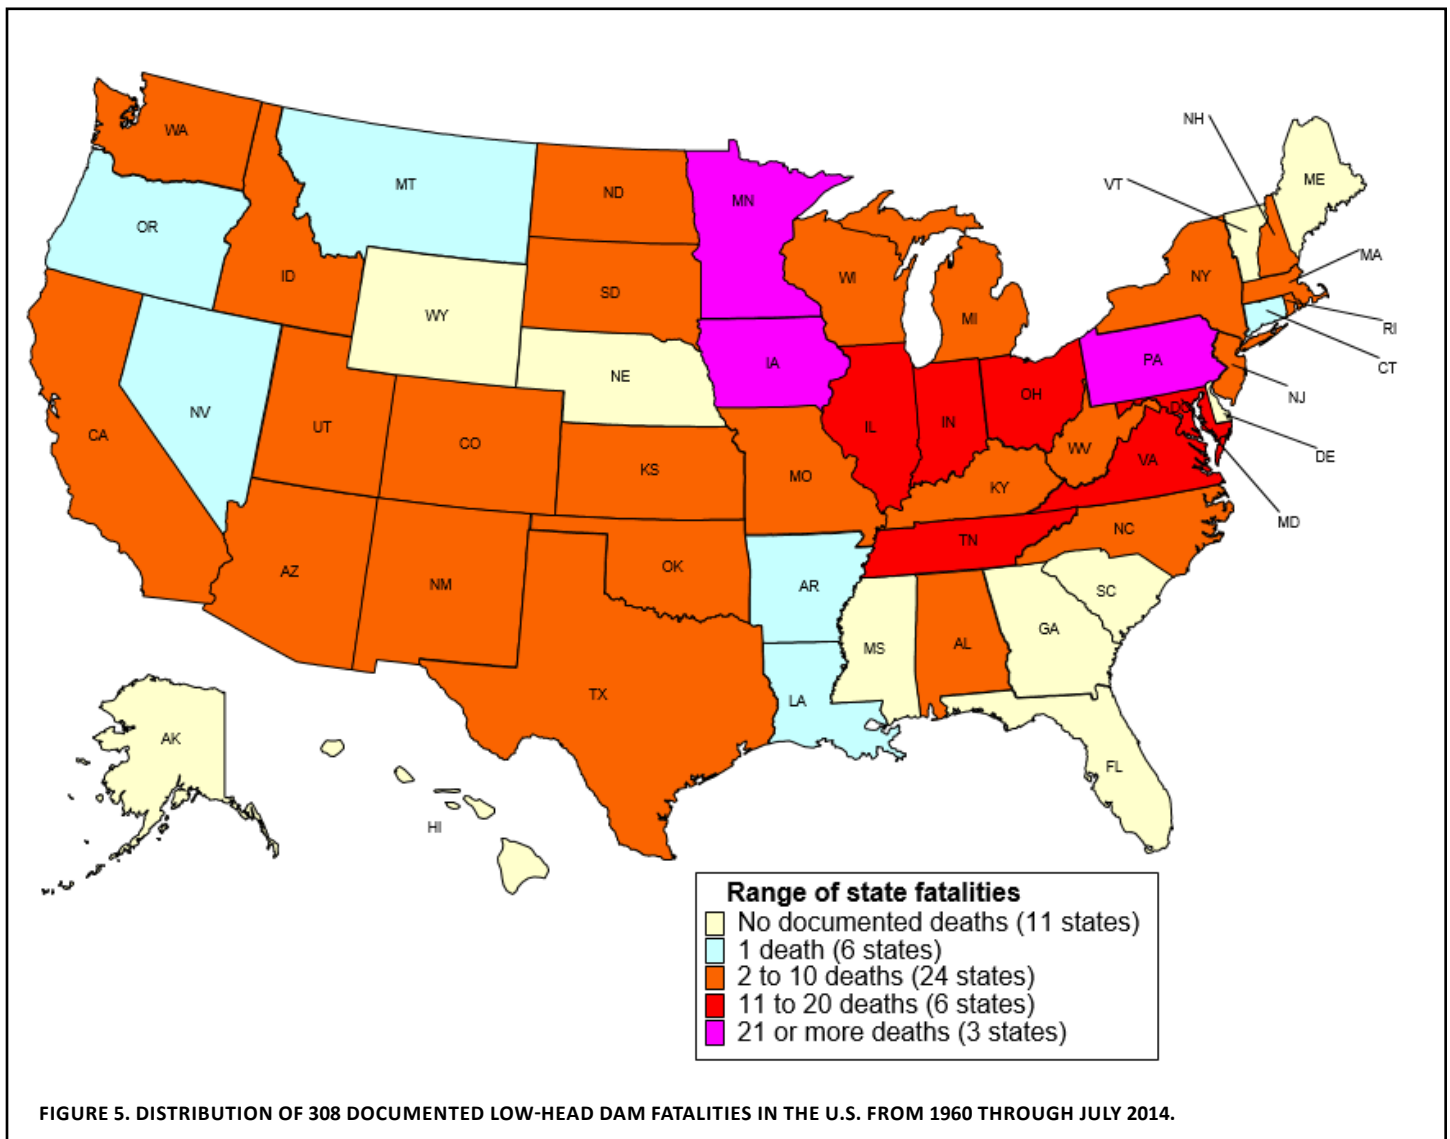 NH
ME
VT
WA
MT
ND
MN
OR
MA
ID
SD
WI
NY
MI
WY
RI
PA
CT
NE
IA
OH
NJ
NV
UT
CO
IL
IN
DC
CA
KS
MO
WV
VA
DE
KY
MD
NC
TN
AZ
NM
OK
AR
SC
GA
MS
AL
TX
LA
AK
FL
HI
Range of state fatalities
No documented deaths (11 states)
1 death (6 states)
2 to 10 deaths (24 states)
11 to 20 deaths (6 states)
21 or more deaths (3 states)
FIGURE 5. DISTRIBUTION OF 308 DOCUMENTED LOW-HEAD DAM FATALITIES IN THE U.S. FROM 1960 THROUGH JULY 2014.